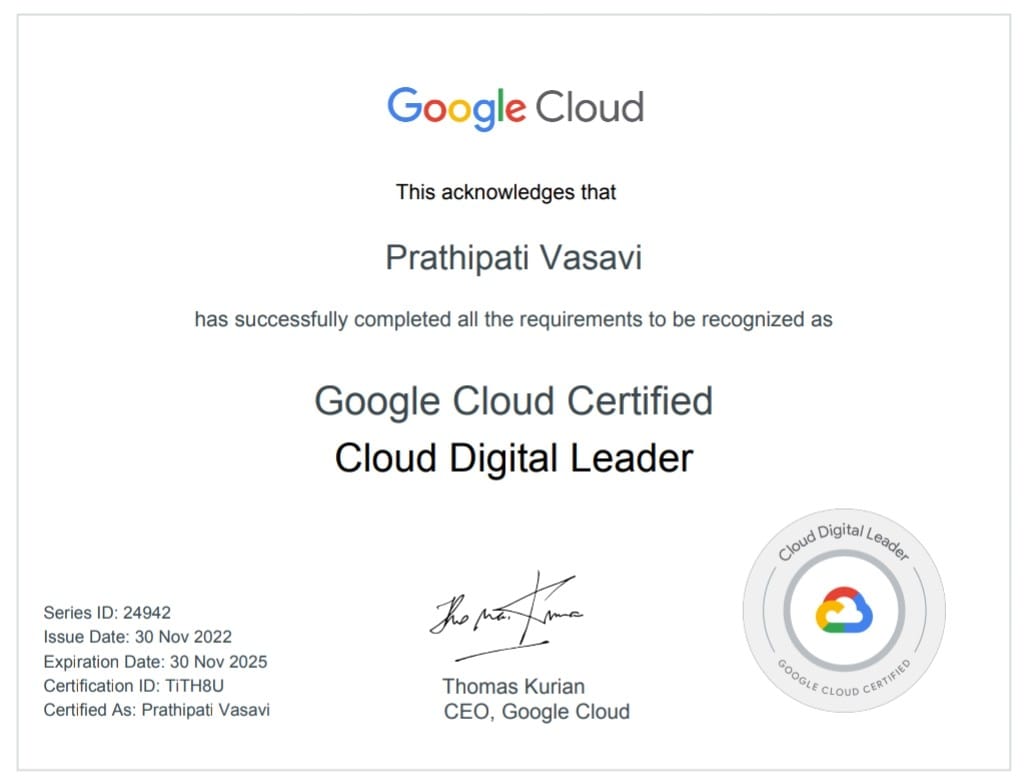 Google Cloud
This acknowledges that
Prathipati Vasavi
has successfully completed all the requirements to be recognized as
Google Cloud Certified
Cloud Digital Leader
Cloud Digital Leader
GOOGLE CLOUD CERTIFIED
Series ID: 24942
Issue Date: 30 Nov 2022
Expiration Date: 30 Nov 2025
Certification ID: TiTH8U
Certified As: Prathipati Vasavi
Thomas Kurian
CEO, Google Cloud